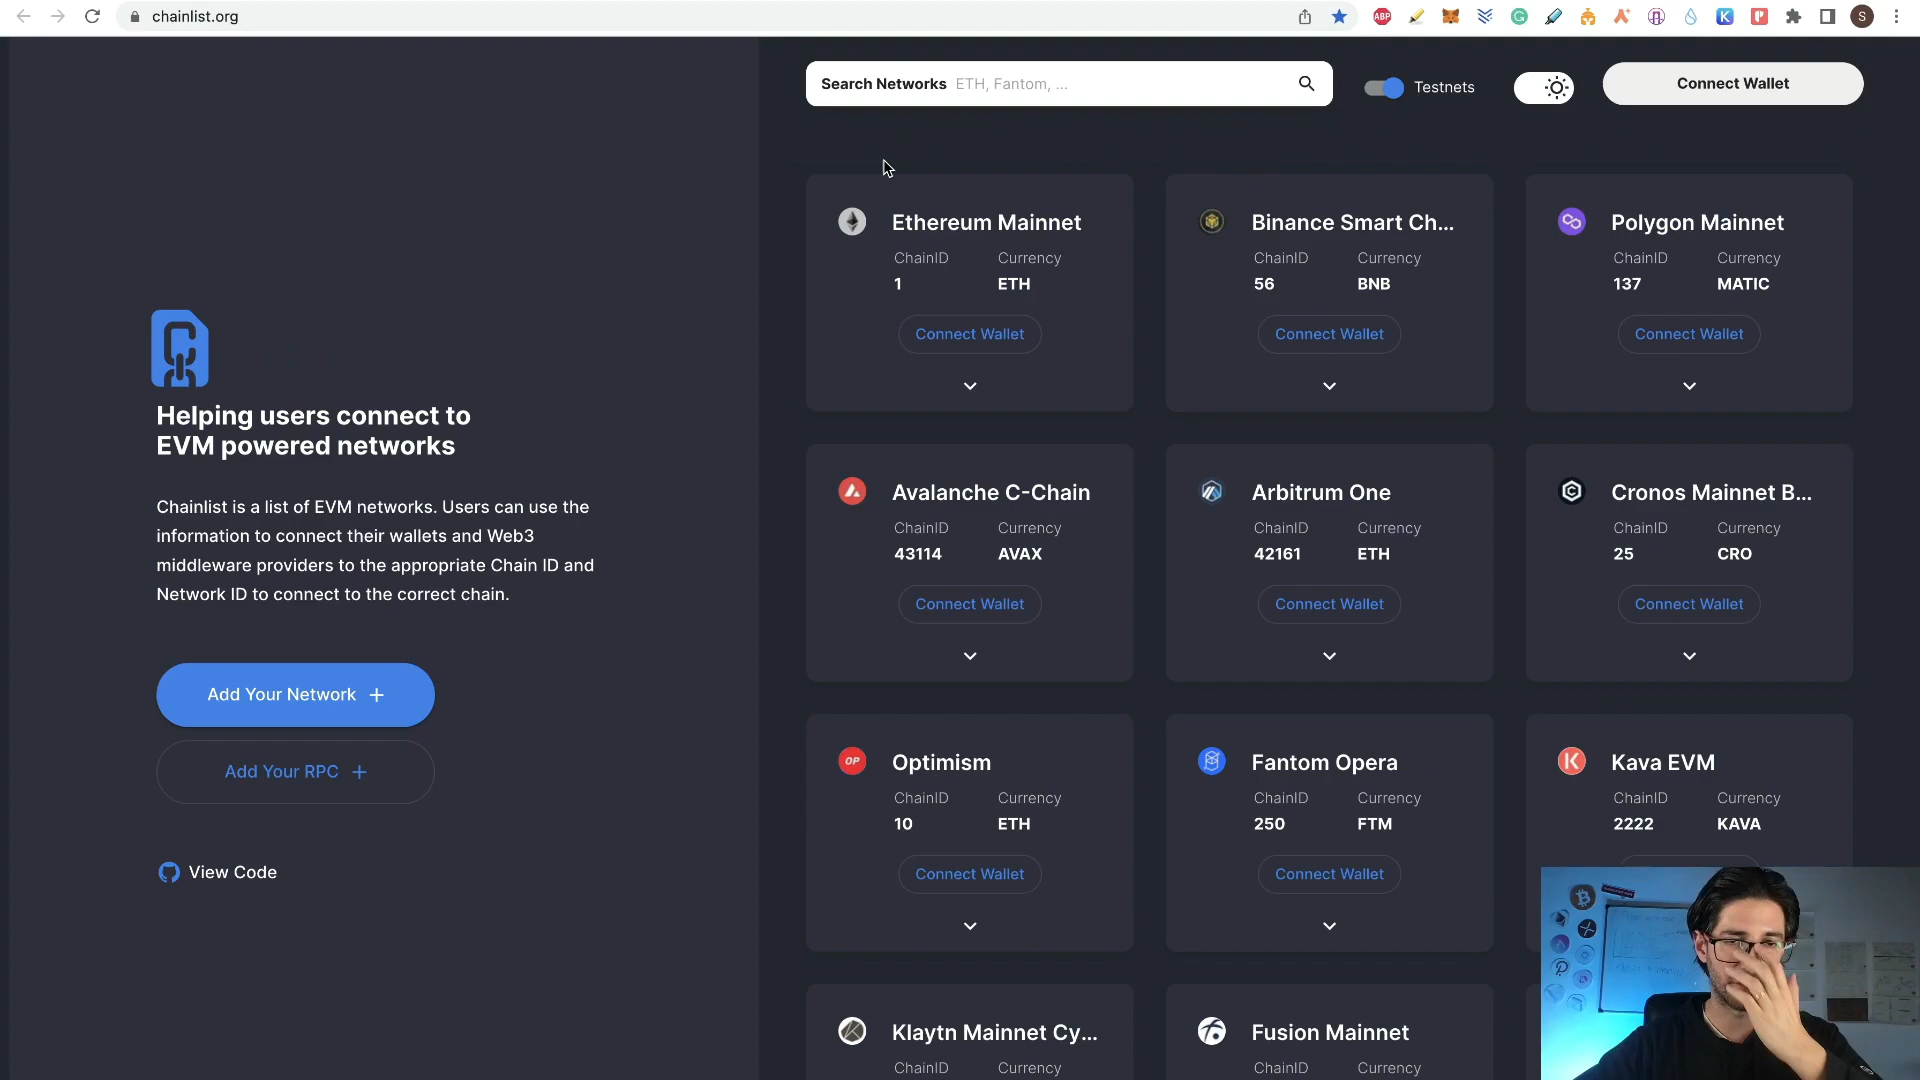 chainlist.org
ABP
S
Search Networks ETH, Fantom, ...
Testnets
Connect Wallet
Helping users connect to
EVM powered networks
Chainlist is a list of EVM networks. Users can use the
information to connect their wallets and Web3
middleware providers to the appropriate Chain ID and
Network ID to connect to the correct chain.
Add Your Network +
Add Your RPC +
View Code
Ethereum Mainnet
ChainID Currency
1 ETH
Connect Wallet
Binance Smart Ch...
ChainID Currency
56 BNB
Connect Wallet
Polygon Mainnet
ChainID Currency
137 MATIC
Connect Wallet
Avalanche C-Chain
ChainID Currency
43114 AVAX
Connect Wallet
Arbitrum One
ChainID Currency
42161 ETH
Connect Wallet
Cronos Mainnet B...
ChainID Currency
25 CRO
Connect Wallet
OP
Optimism
ChainID Currency
10 ETH
Connect Wallet
Fantom Opera
ChainID Currency
250 FTM
Connect Wallet
Kava EVM
ChainID Currency
2222 KAVA
Klaytn Mainnet Cy...
ChainID Currency
Fusion Mainnet
ChainID Currency